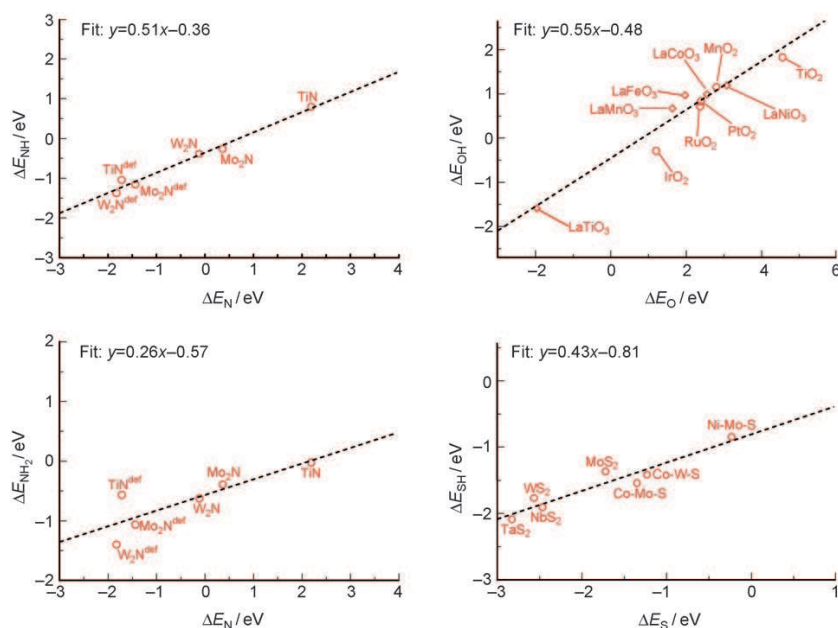 Fit: y=0.51x–0.36
3
2
1
0
–1
–2
–3
ΔE_NH / eV
TiN
W₂N
Mo₂N
TiN^def
Mo₂N^def
W₂N^def
–3 –2 –1 0 1 2 3 4
ΔE_N / eV
Fit: y=0.55x–0.48
2
1
0
–1
–2
ΔE_OH / eV
MnO₂
LaCoO₃
TiO₂
LaFeO₃
LaMnO₃
LaNiO₃
PtO₂
RuO₂
IrO₂
LaTiO₃
–2 0 2 4 6
ΔE_O / eV
Fit: y=0.26x–0.57
2
1
0
–1
–2
ΔE_NH₂ / eV
Mo₂N
TiN
TiN^def
W₂N
Mo₂N^def
W₂N^def
–3 –2 –1 0 1 2 3 4
ΔE_N / eV
Fit: y=0.43x–0.81
0
–1
–2
–3
ΔE_SH / eV
Ni-Mo-S
MoS₂
Co-W-S
Co-Mo-S
WS₂
NbS₂
TaS₂
–3 –2 –1 0 1
ΔE_S / eV